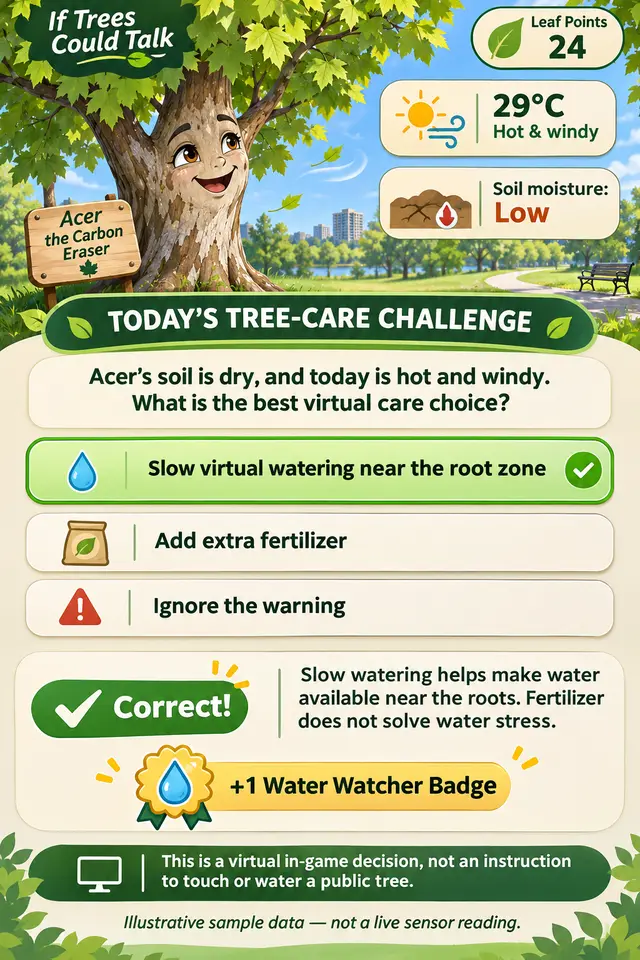 If Trees
Could Talk
Leaf Points
24
29°C
Hot & windy
Soil moisture:
Low
Acer
the Carbon
Eraser
TODAY'S TREE-CARE CHALLENGE
Acer's soil is dry, and today is hot and windy.
What is the best virtual care choice?
Slow virtual watering near the root zone
Add extra fertilizer
Ignore the warning
Correct!
Slow watering helps make water
available near the roots. Fertilizer
does not solve water stress.
+1 Water Watcher Badge
This is a virtual in-game decision, not an instruction
to touch or water a public tree.
Illustrative sample data — not a live sensor reading.